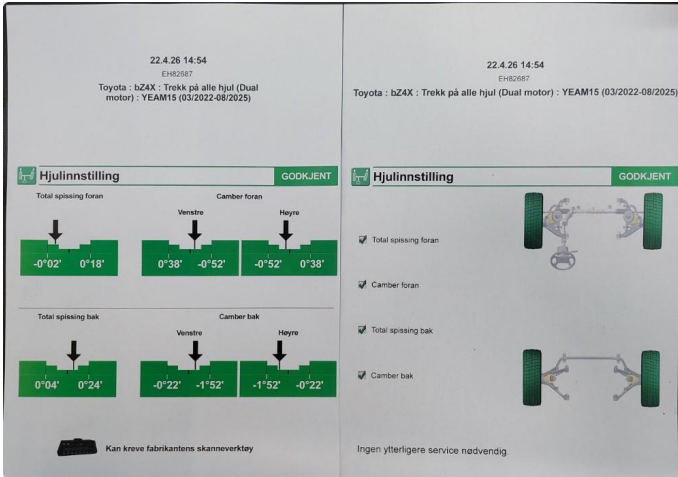 22.4.26 14:54
EH82687
Toyota : bZ4X : Trekk på alle hjul (Dual
motor) : YEAM15 (03/2022-08/2025)
Hjulinnstilling GODKJENT
Total spissing foran Camber foran
Venstre Høyre
-0°02' 0°18' 0°38' -0°52' -0°52' 0°38'
Total spissing bak Camber bak
Venstre Høyre
0°04' 0°24' -0°22' -1°52' -1°52' -0°22'
Kan kreve fabrikantens skanneverktøy
22.4.26 14:54
EH82687
Toyota : bZ4X : Trekk på alle hjul (Dual motor) : YEAM15 (03/2022-08/2025)
Hjulinnstilling GODKJENT
Total spissing foran
Camber foran
Total spissing bak
Camber bak
Ingen ytterligere service nødvendig.